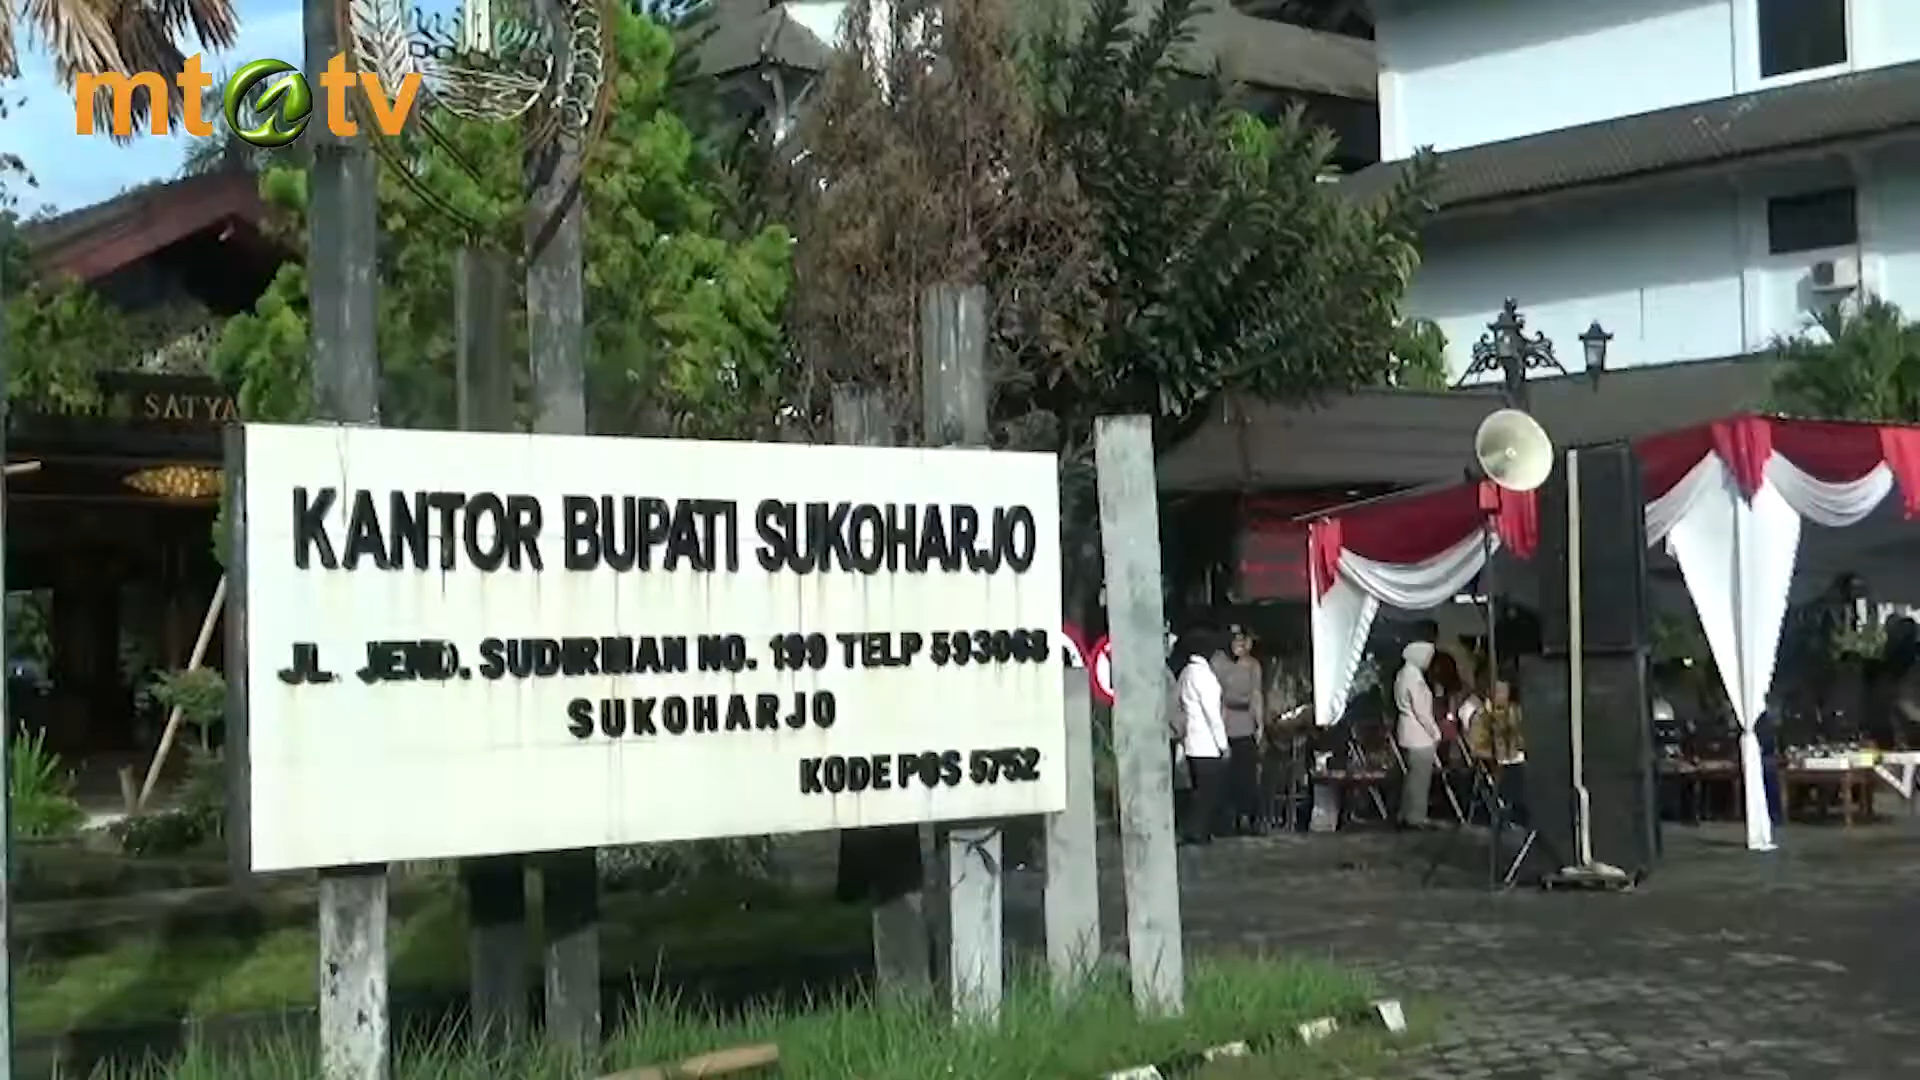 mt@tv
SATYA
KANTOR BUPATI SUKOHARJO
JL. JEND. SUDIRMAN NO. 199 TELP 593068
SUKOHARJO
KODE POS 5752